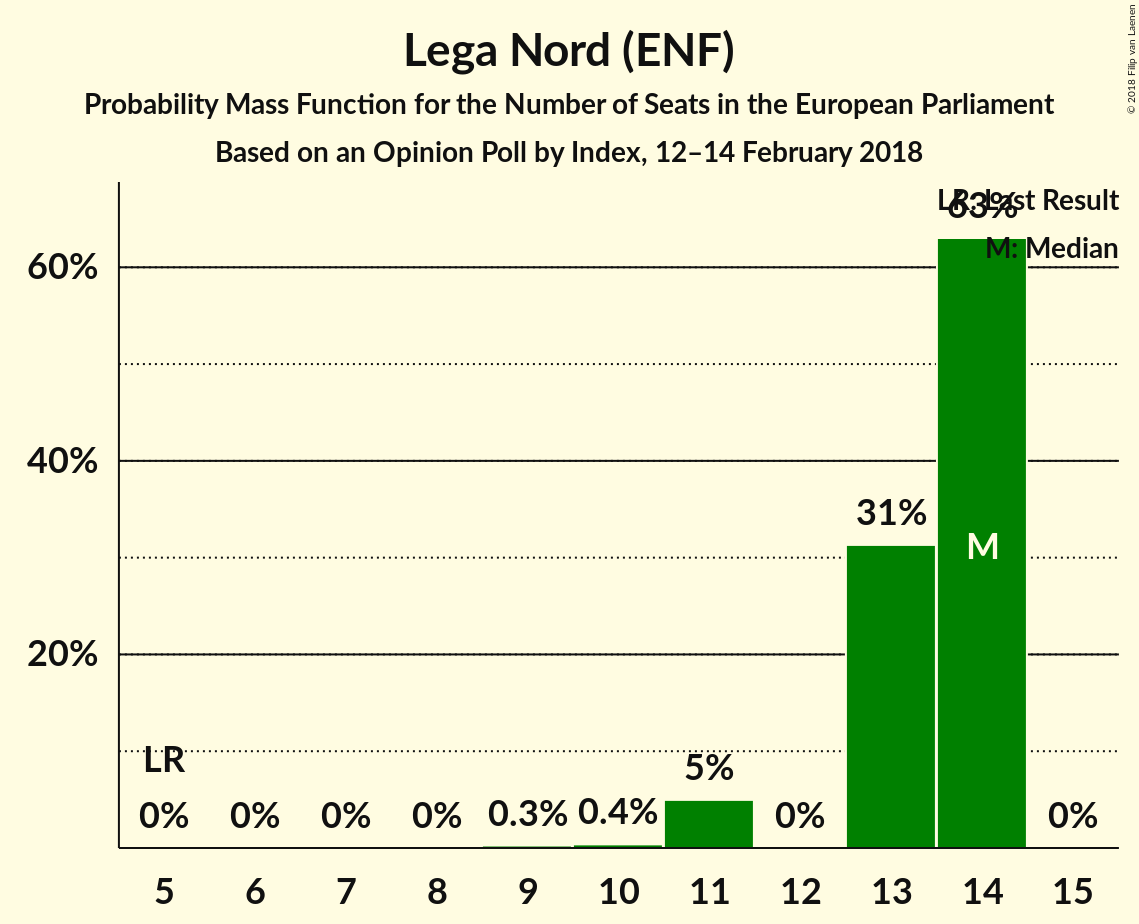 Lega Nord (ENF)
Probability Mass Function for the Number of Seats in the European Parliament
Based on an Opinion Poll by Index, 12–14 February 2018
© 2018 Filip van Laenen
LR: Last Result
M: Median
63%
60%
40%
20%
31%
M
LR
5%
0% 0% 0% 0% 0.3% 0.4% 0% 0%
5 6 7 8 9 10 11 12 13 14 15